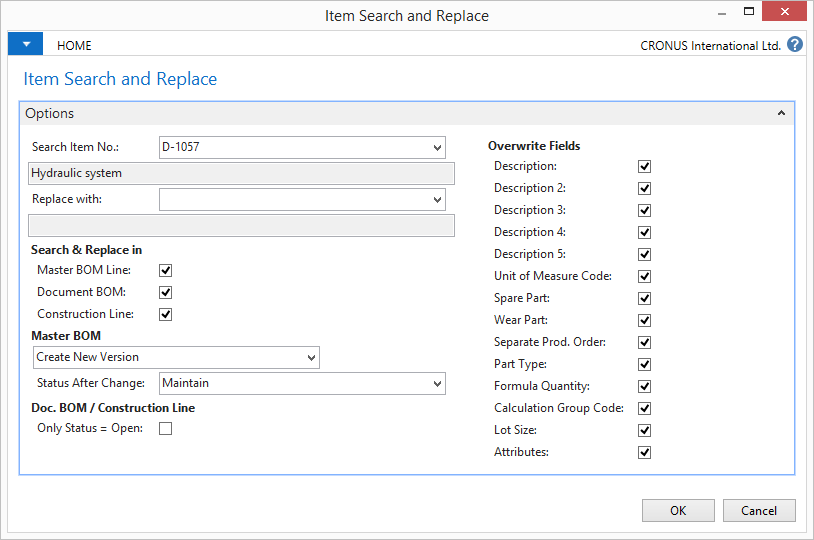 Item Search and Replace
HOME
CRONUS International Ltd.
?
Item Search and Replace
Options
Search Item No.: D-1057
Hydraulic system
Replace with:
Search & Replace in
Master BOM Line:
Document BOM:
Construction Line:
Master BOM
Create New Version
Status After Change: Maintain
Doc. BOM / Construction Line
Only Status = Open:
Overwrite Fields
Description:
Description 2:
Description 3:
Description 4:
Description 5:
Unit of Measure Code:
Spare Part:
Wear Part:
Separate Prod. Order:
Part Type:
Formula Quantity:
Calculation Group Code:
Lot Size:
Attributes:
OK
Cancel